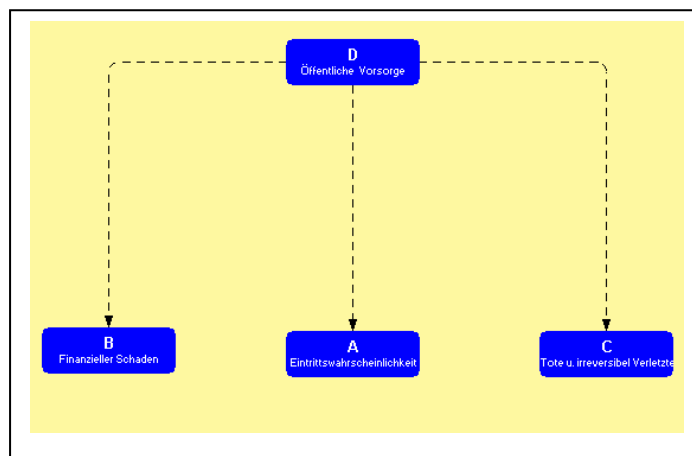 D
Öffentliche Vorsorge
B
Finanzieller Schaden
A
Eintrittswahrscheinlichkeit
C
Tote u. irreversibel Verletzte